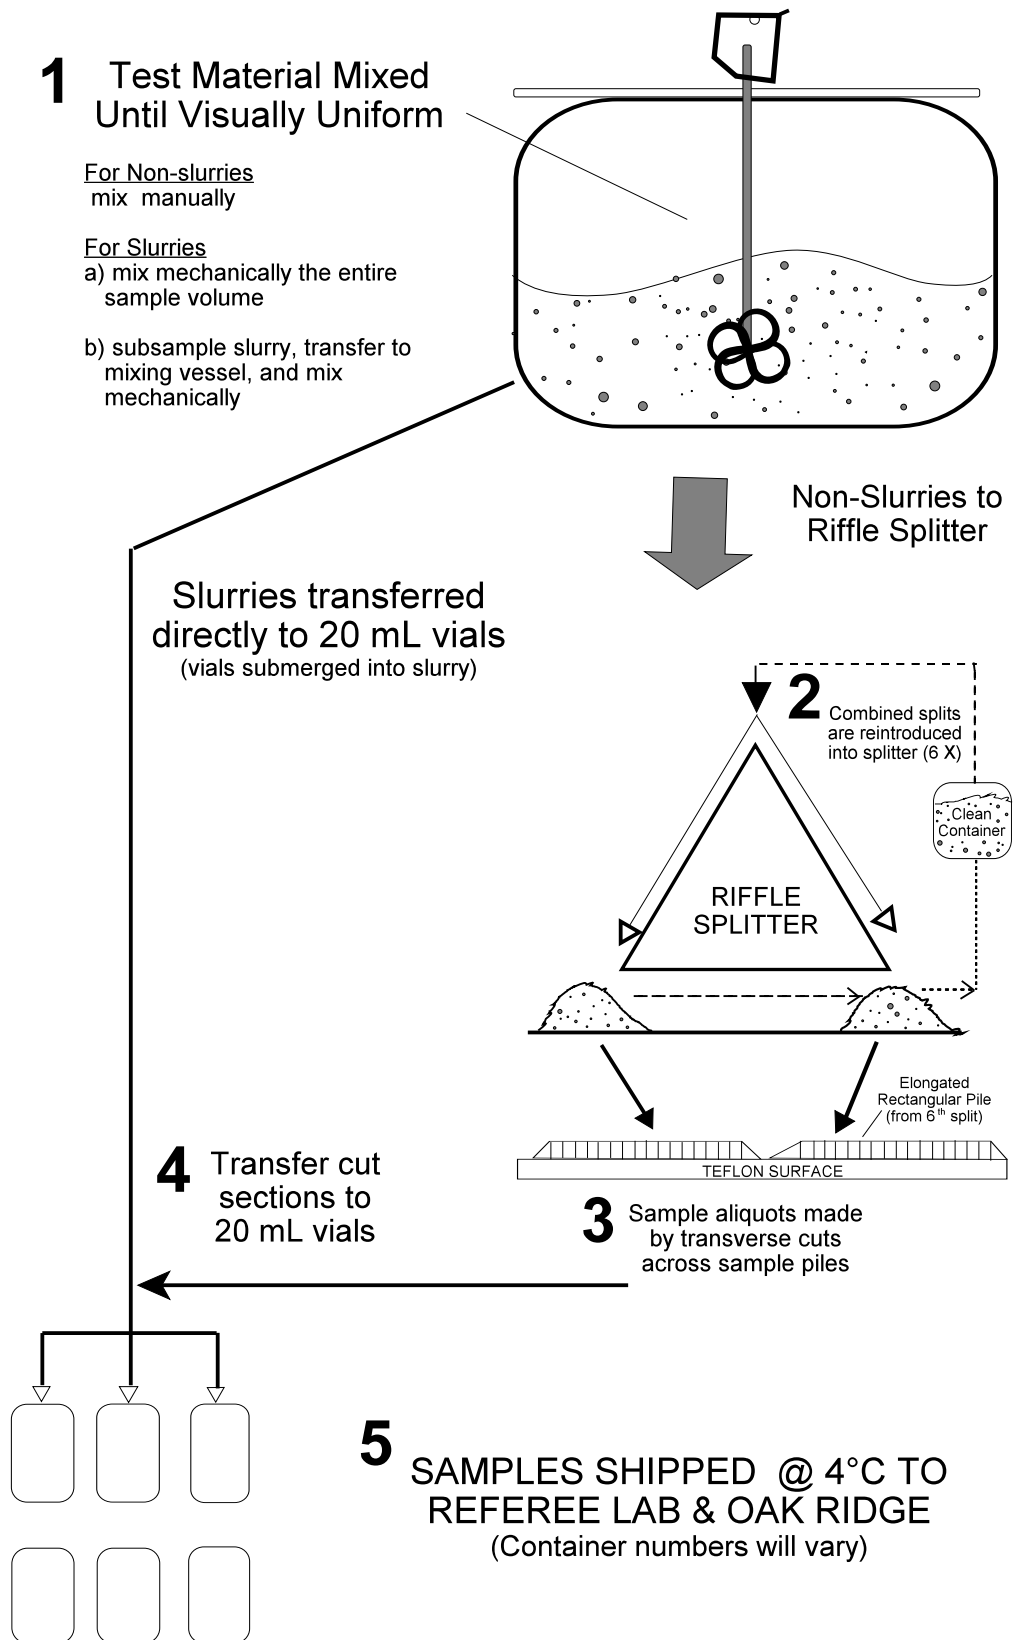 1 Test Material Mixed
Until Visually Uniform
For Non-slurries
mix manually
For Slurries
a) mix mechanically the entire
sample volume
b) subsample slurry, transfer to
mixing vessel, and mix
mechanically
Non-Slurries to
Riffle Splitter
Slurries transferred
directly to 20 mL vials
(vials submerged into slurry)
2 Combined splits
are reintroduced
into splitter (6 X)
Clean
Container
RIFFLE
SPLITTER
Elongated
Rectangular Pile
(from 6th split)
TEFLON SURFACE
4 Transfer cut
sections to
20 mL vials
3 Sample aliquots made
by transverse cuts
across sample piles
5 SAMPLES SHIPPED @ 4°C TO
REFEREE LAB & OAK RIDGE
(Container numbers will vary)